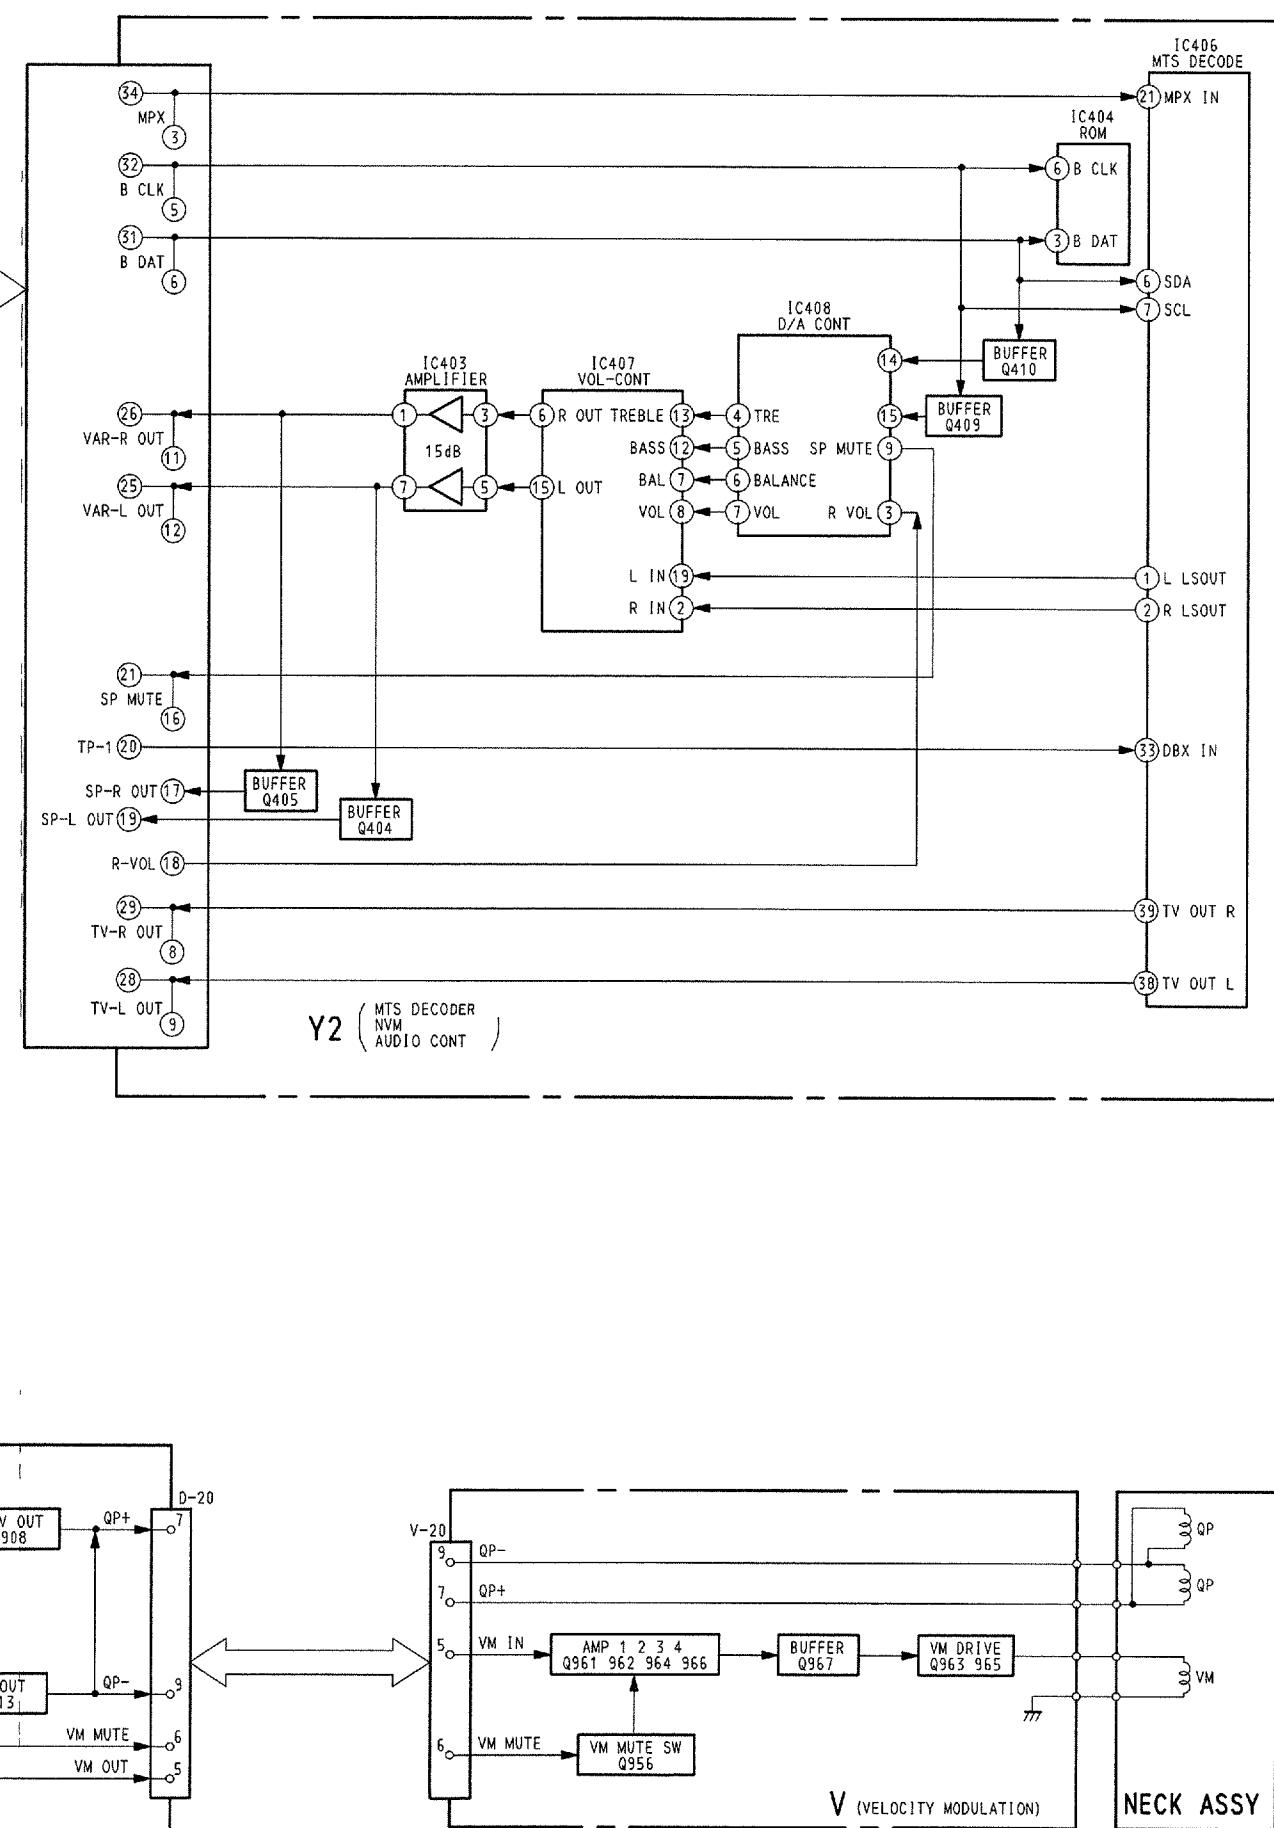 IC406
MTS DECODE
34
MPX
3
21 MPX IN
IC404
ROM
32
B CLK
5
6 B CLK
31
B DAT
6
3 B DAT
6 SDA
7 SCL
IC408
D/A CONT
14
BUFFER
Q410
15
BUFFER
Q409
IC403
AMPLIFIER
IC407
VOL-CONT
26
VAR-R OUT
11
1 3
6 R OUT TREBLE 13
4 TRE
15dB
BASS 12
5 BASS SP MUTE 9
25
VAR-L OUT
12
7 5
15 L OUT
BAL 7
6 BALANCE
VOL 8
7 VOL R VOL 3
L IN 19
1 L LSOUT
R IN 2
2 R LSOUT
21
SP MUTE
16
TP-1 20
33 DBX IN
SP-R OUT 17
BUFFER
Q405
SP-L OUT 19
BUFFER
Q404
R-VOL 18
29
TV-R OUT
8
39 TV OUT R
28
TV-L OUT
9
38 TV OUT L
Y2 ( MTS DECODER
NVM
AUDIO CONT )
D-20
V OUT
908
QP+
7
OUT
13
QP-
9
VM MUTE
6
VM OUT
5
V-20
9 QP-
7 QP+
5 VM IN
AMP 1 2 3 4
Q961 962 964 966
BUFFER
Q967
VM DRIVE
Q963 965
6 VM MUTE
VM MUTE SW
Q956
V (VELOCITY MODULATION)
QP
QP
VM
NECK ASSY